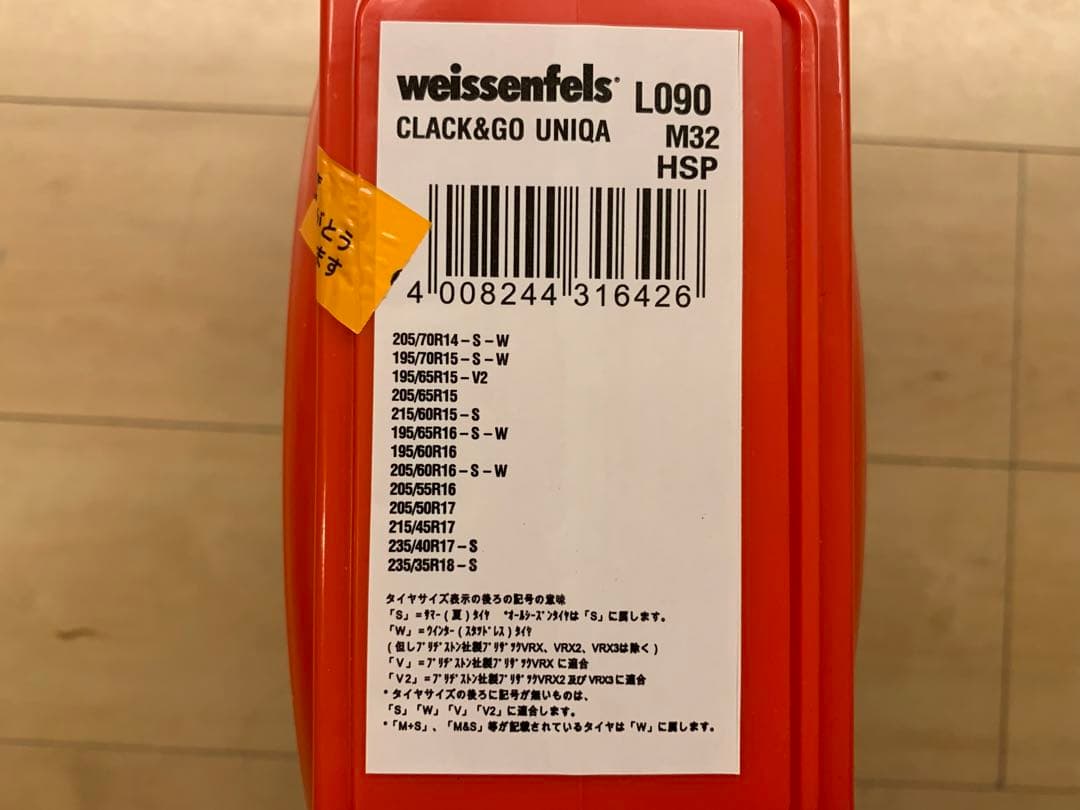 weissenfels® L090
CLACK&GO UNIQA M32
HSP
とう
ます
4 008244 316426
205/70R14－S－W
195/70R15－S－W
195/65R15－V2
205/65R15
215/60R15－S
195/65R16－S－W
195/60R16
205/60R16－S－W
205/55R16
205/50R17
215/45R17
235/40R17－S
235/35R18－S
タイヤサイズ表示の後ろの記号の意味
「S」=ｻﾏｰ(夏)ﾀｲﾔ *ｵｰﾙｼｰｽﾞﾝﾀｲﾔは「S」に属します。
「W」=ｳｲﾝﾀｰ(ｽﾀｯﾄﾞﾚｽ)ﾀｲﾔ
(但しﾌﾞﾘﾁﾞｽﾄﾝ社製ﾌﾞﾘｻﾞｯｸVRX、VRX2、VRX3は除く)
「V」=ﾌﾞﾘﾁﾞｽﾄﾝ社製ﾌﾞﾘｻﾞｯｸVRX に適合
「V2」=ﾌﾞﾘﾁﾞｽﾄﾝ社製ﾌﾞﾘｻﾞｯｸVRX2 及び VRX3に適合
*タイヤサイズの後ろに記号が無いものは、
「S」「W」「V」「V2」に適合します。
*「M+S」、「M&S」等が記載されているタイヤは「W」に属します。